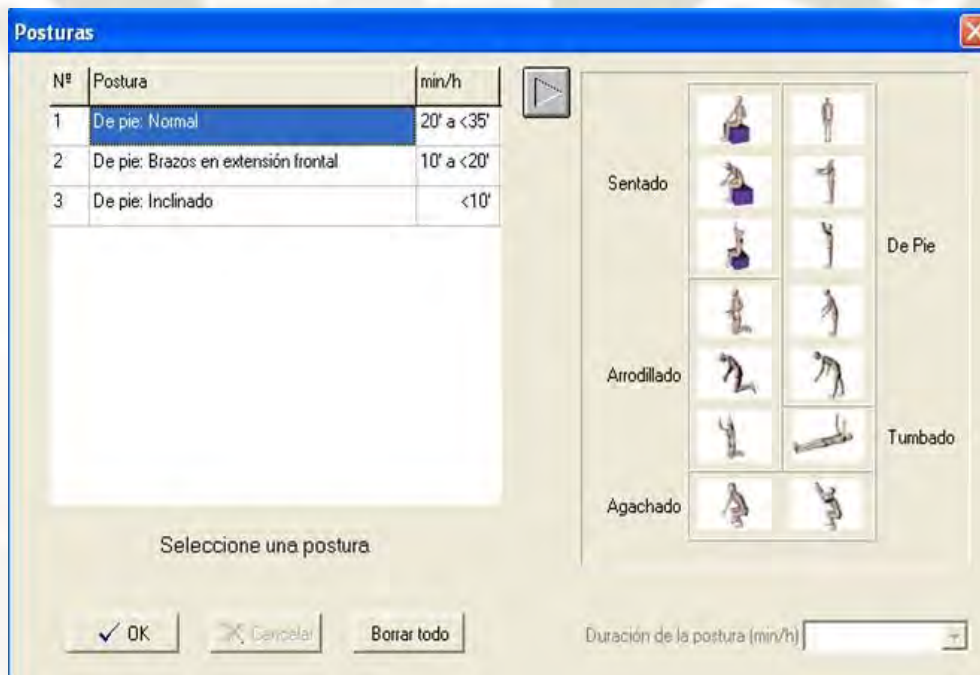 Posturas
Nº Postura min/h
1 De pie: Normal 20' a <35'
2 De pie: Brazos en extensión frontal 10' a <20'
3 De pie: Inclinado <10'
Sentado
De Pie
Arrodillado
Tumbado
Agachado
Seleccione una postura
OK Cancelar Borrar todo
Duración de la postura (min/h)